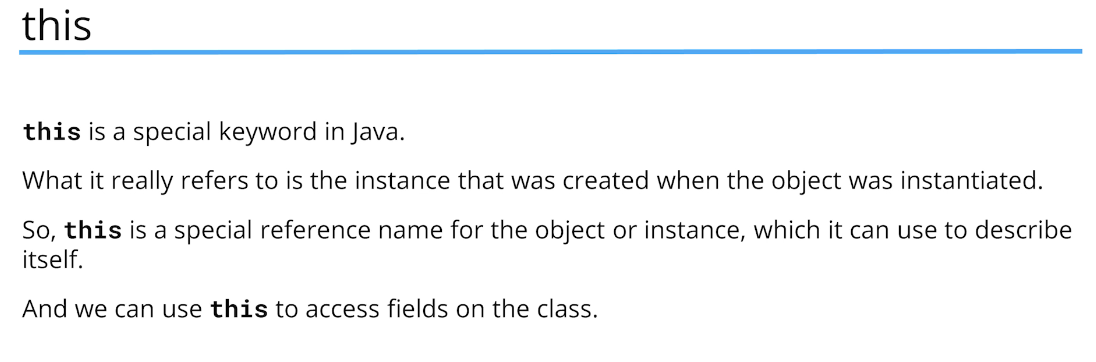 this
this is a special keyword in Java.
What it really refers to is the instance that was created when the object was instantiated.
So, this is a special reference name for the object or instance, which it can use to describe
itself.
And we can use this to access fields on the class.